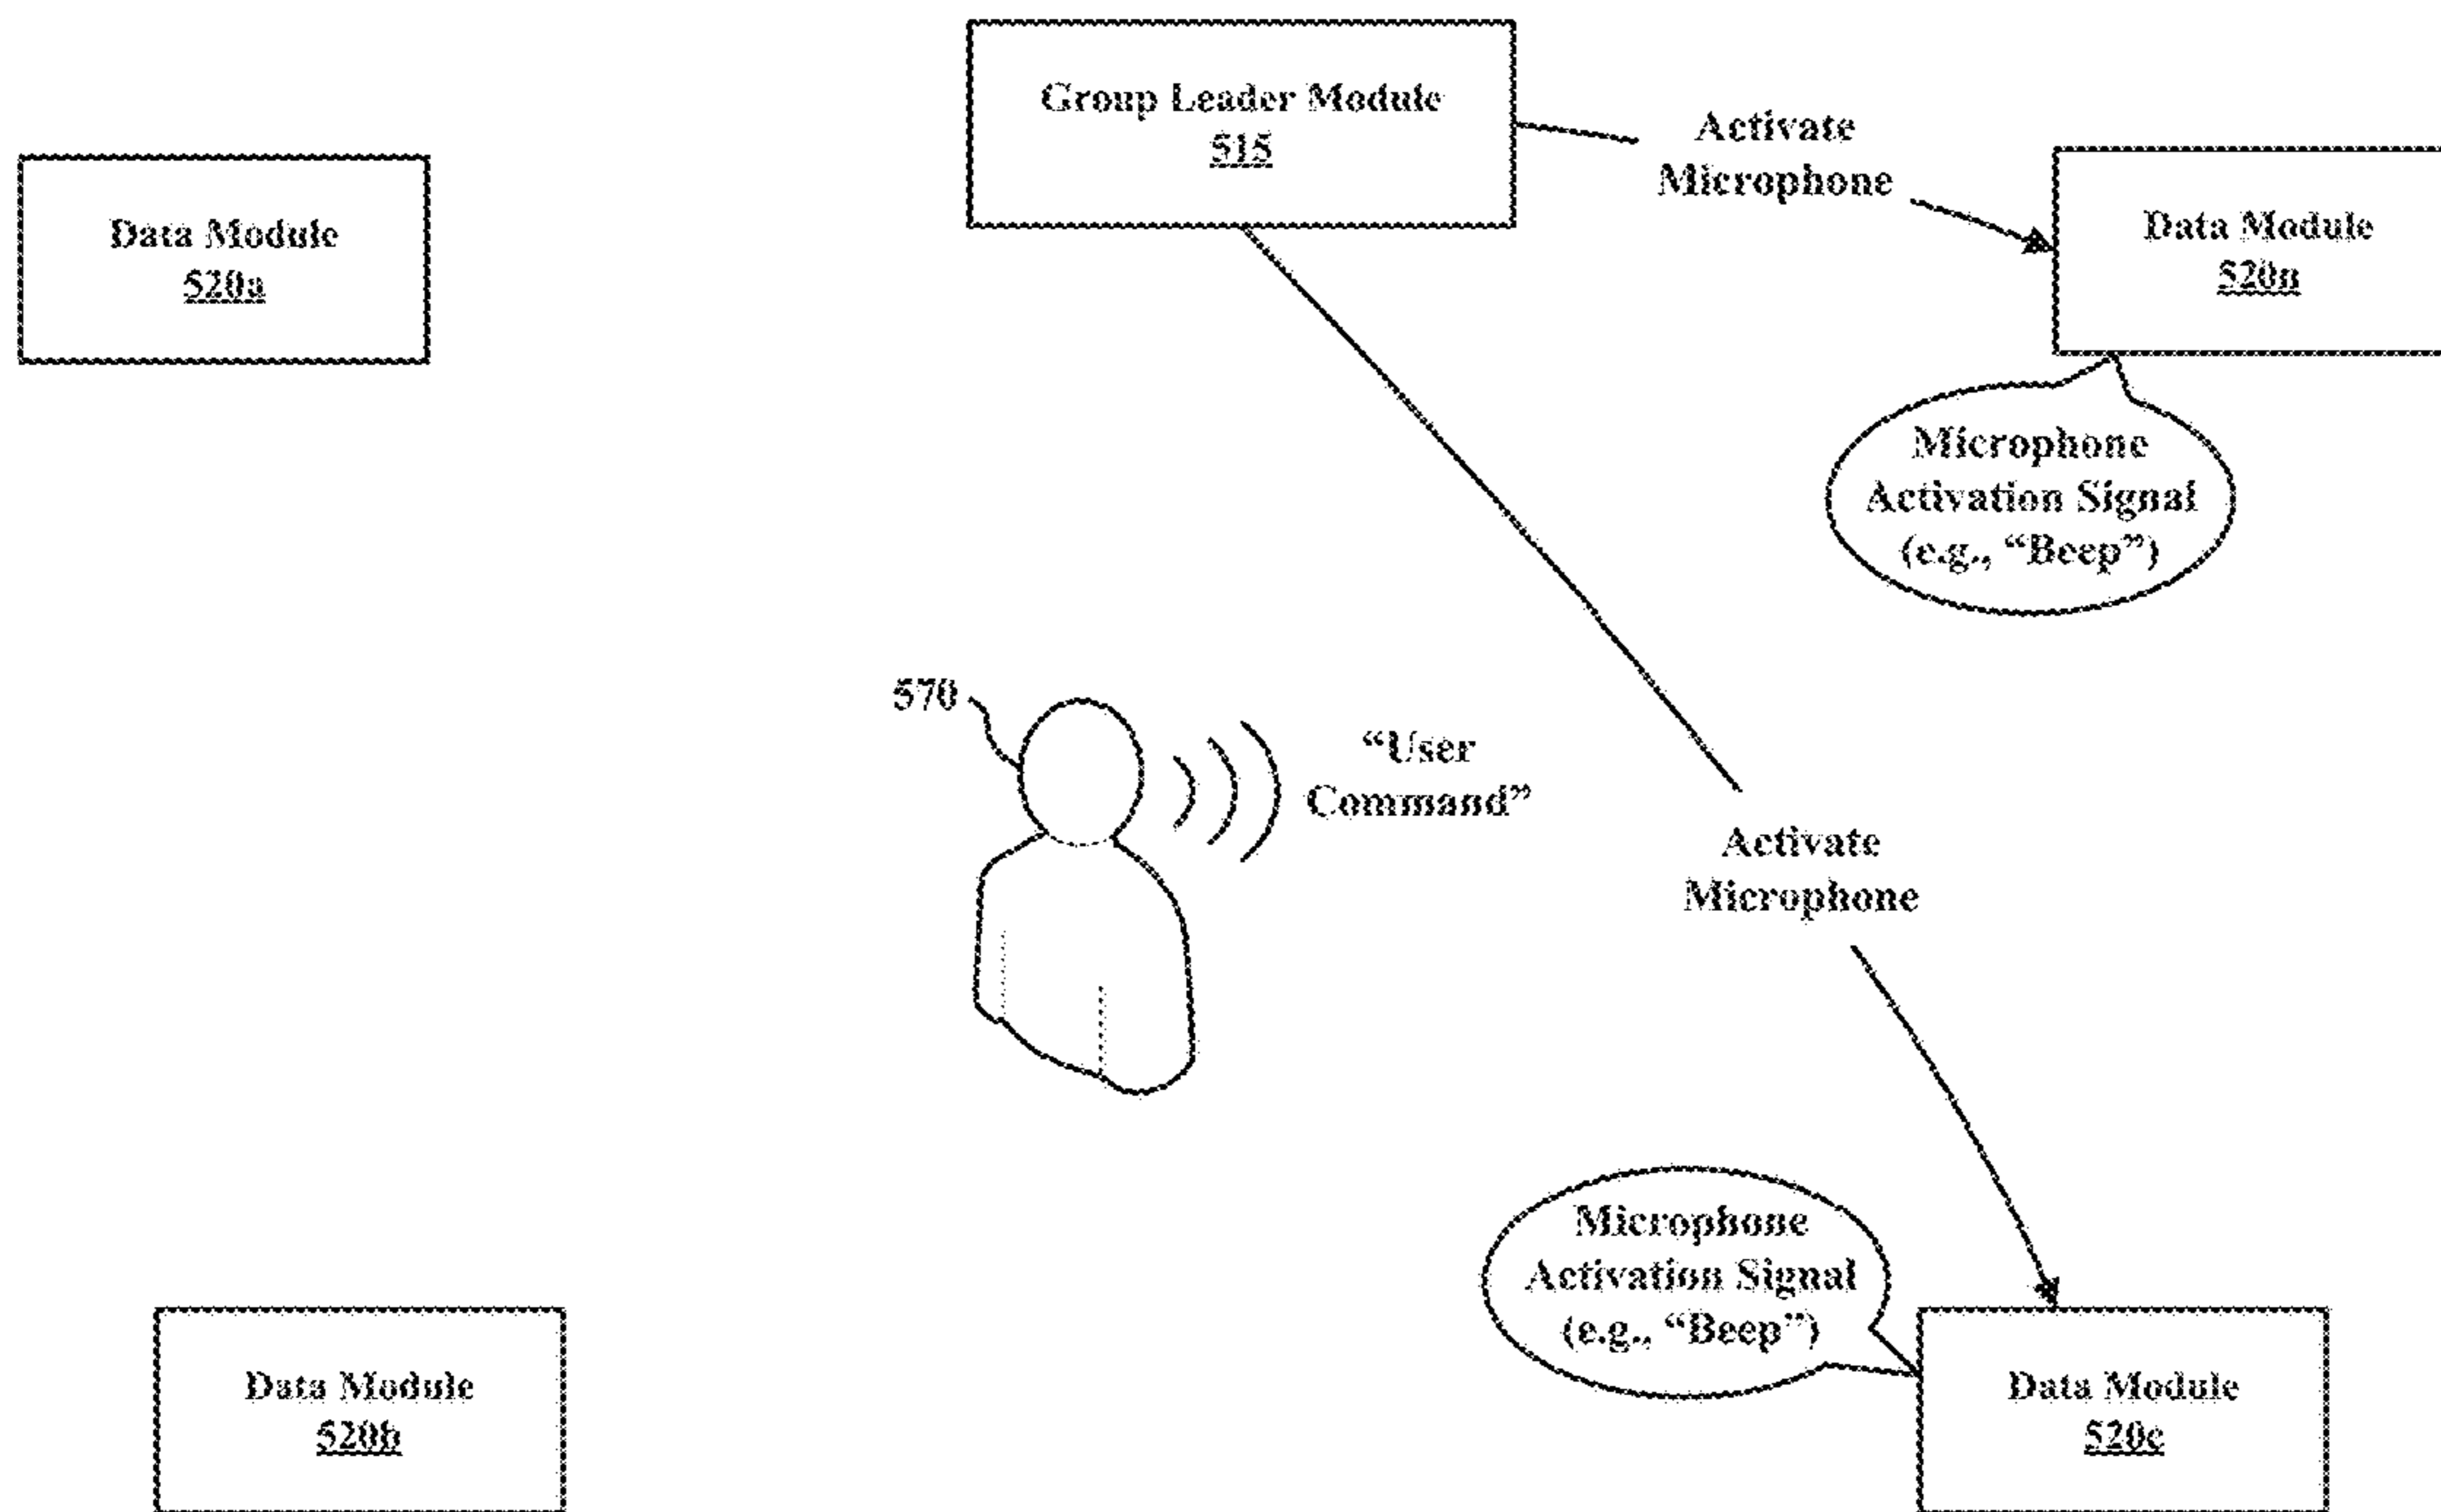 Group Leader Module
515
Activate
Microphone
Data Module
520a
Data Module
520n
Microphone
Activation Signal
(e.g., “Beep”)
570
“User
Command”
Activate
Microphone
Microphone
Activation Signal
(e.g., “Beep”)
Data Module
520b
Data Module
520c